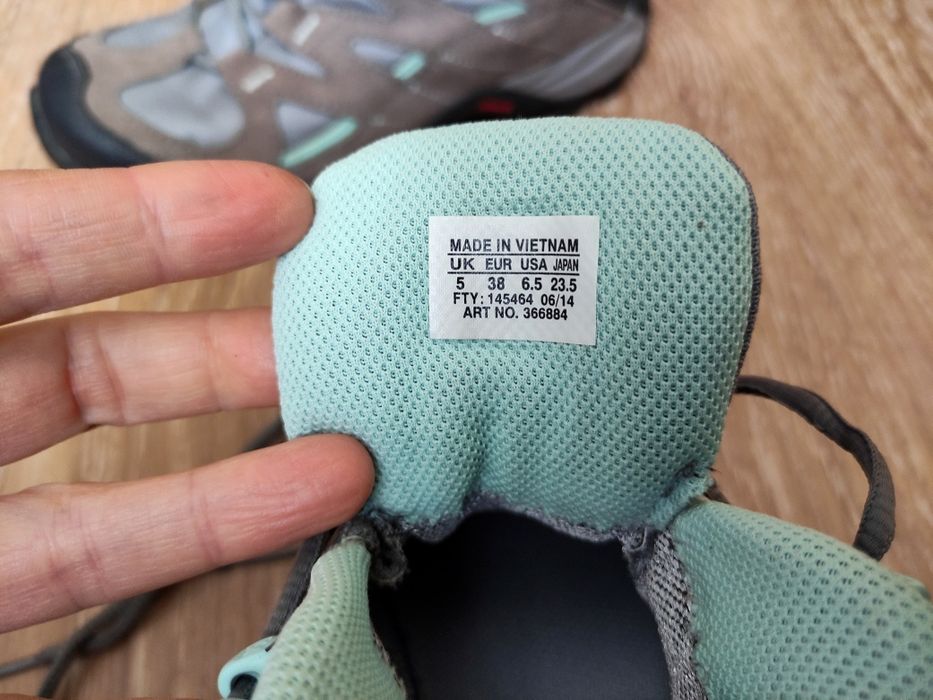 MADE IN VIETNAM
UK EUR USA JAPAN
5 38 6.5 23.5
FTY: 145464 06/14
ART NO. 366884